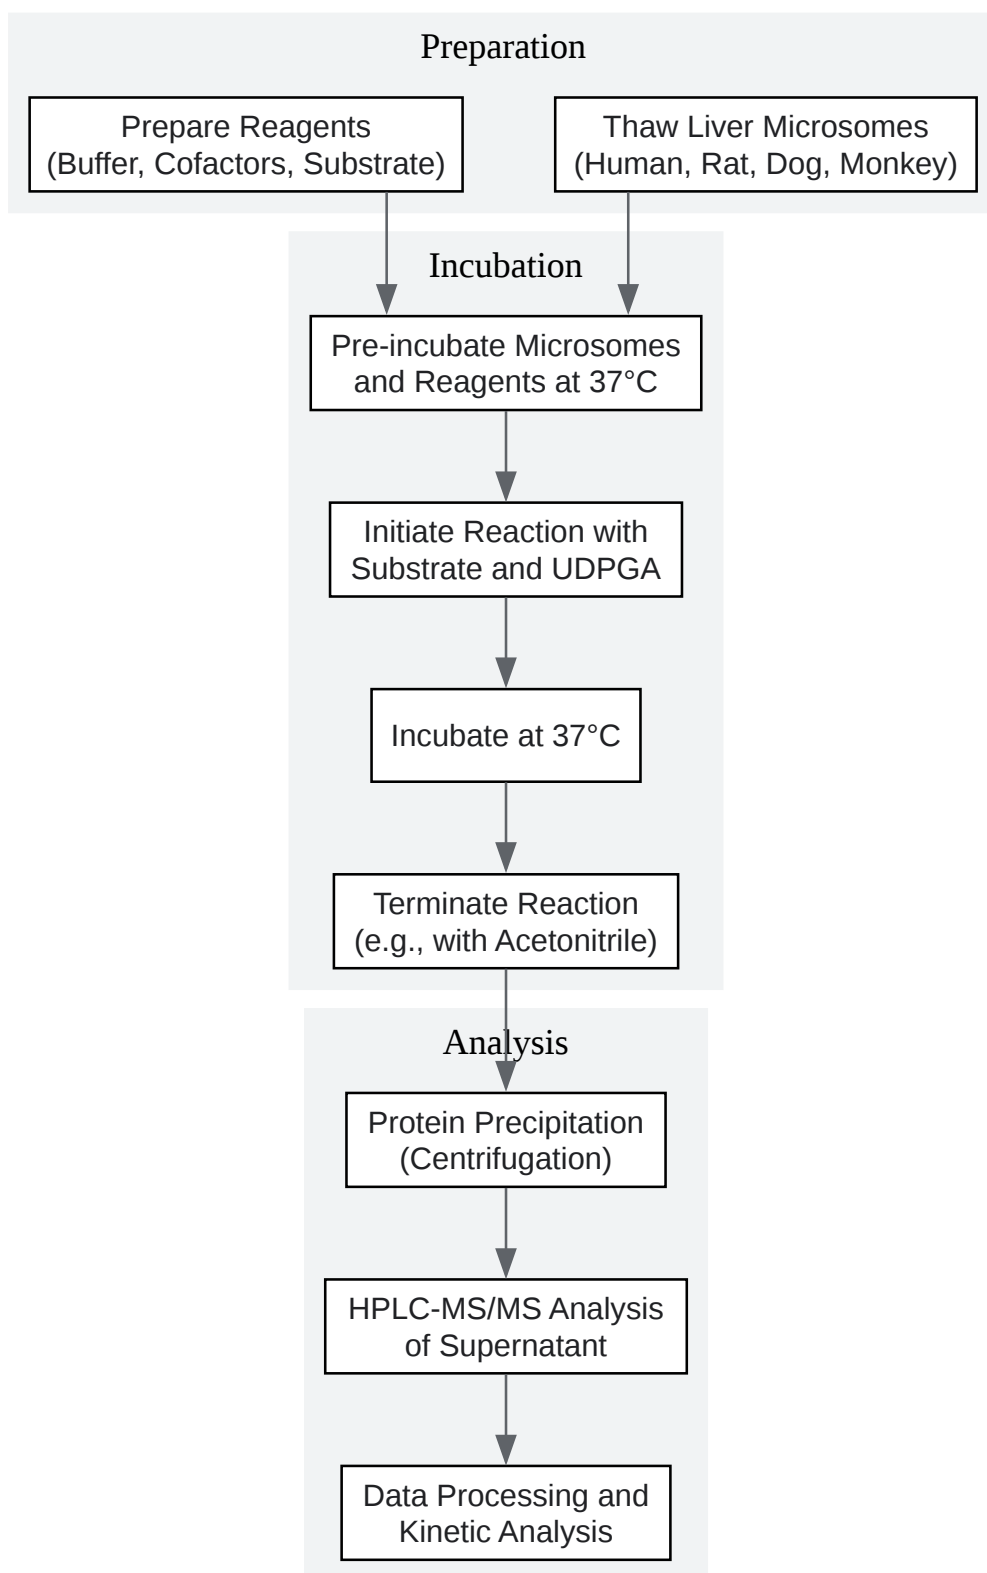 Preparation
Prepare Reagents
(Buffer, Cofactors, Substrate)
Thaw Liver Microsomes
(Human, Rat, Dog, Monkey)
Incubation
Pre-incubate Microsomes
and Reagents at 37°C
Initiate Reaction with
Substrate and UDPGA
Incubate at 37°C
Terminate Reaction
(e.g., with Acetonitrile)
Analysis
Protein Precipitation
(Centrifugation)
HPLC-MS/MS Analysis
of Supernatant
Data Processing and
Kinetic Analysis